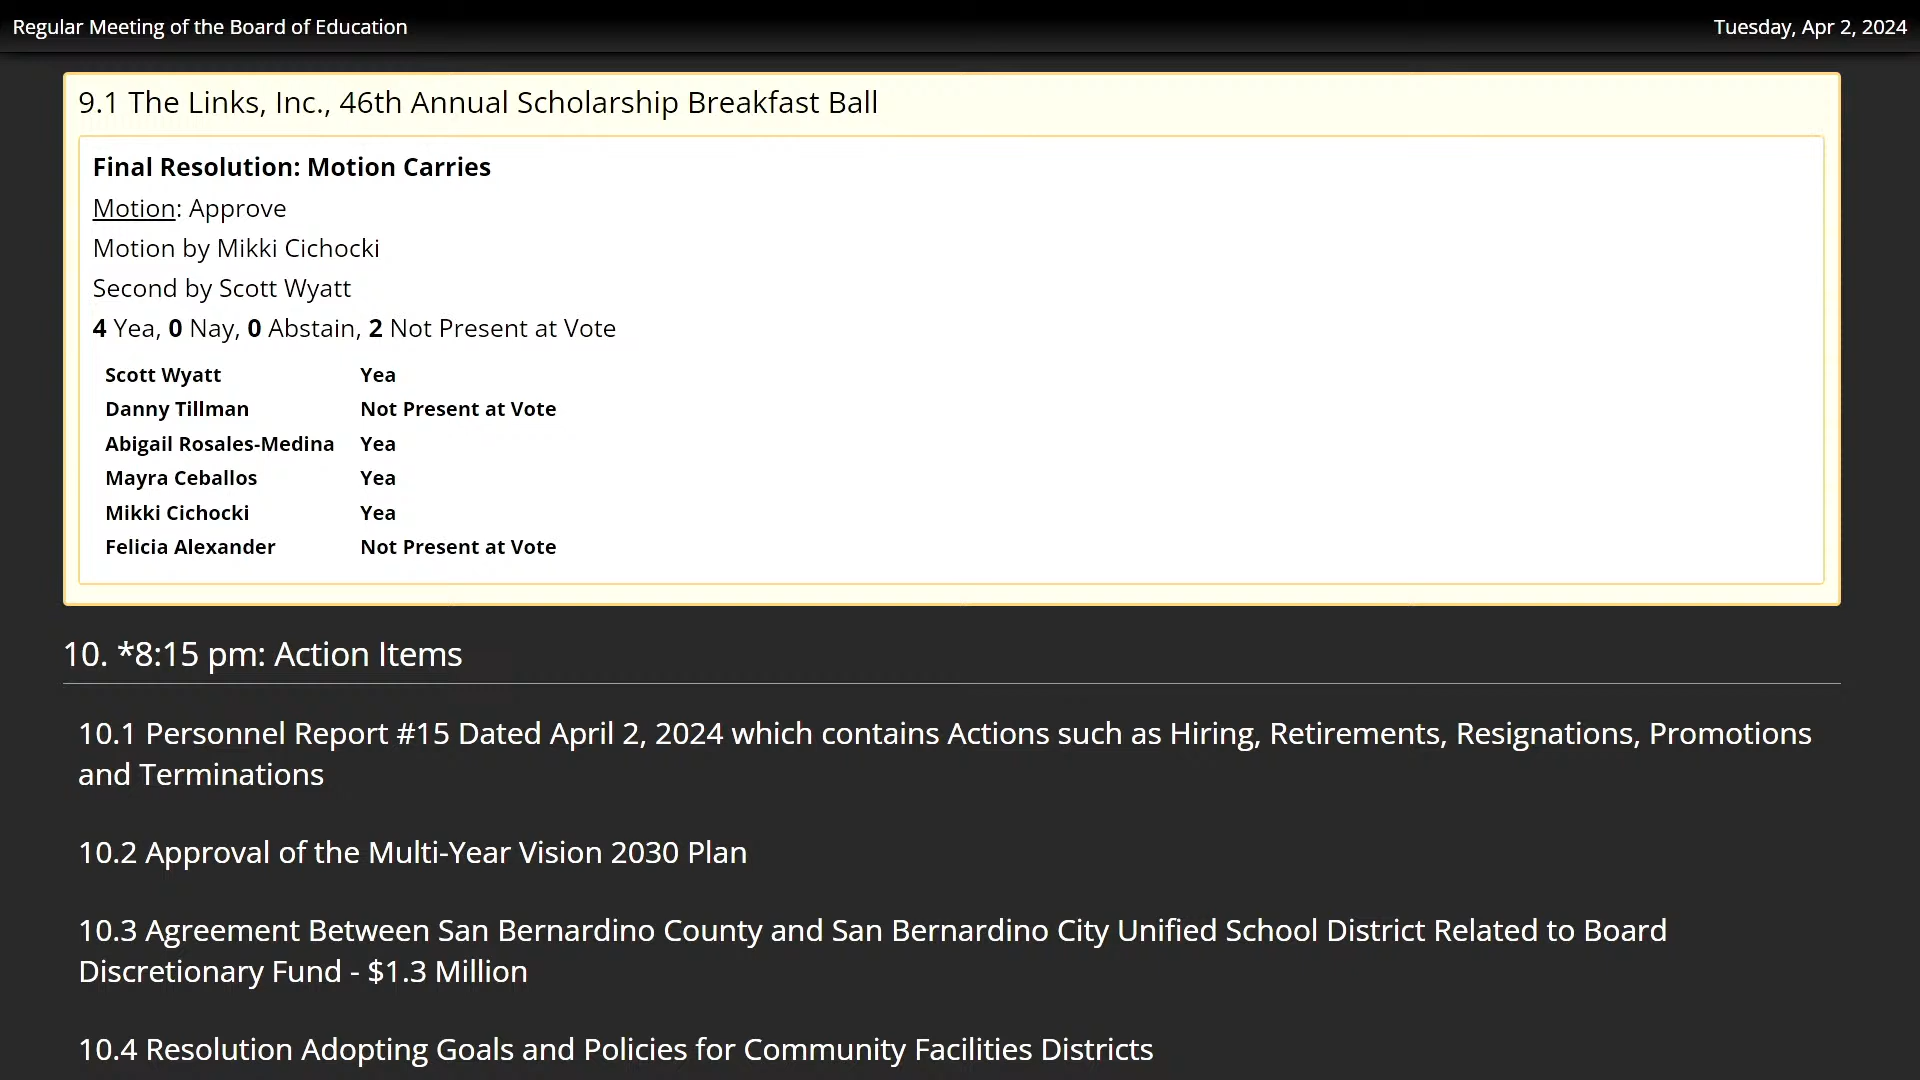 Regular Meeting of the Board of Education
Tuesday, Apr 2, 2024
9.1 The Links, Inc., 46th Annual Scholarship Breakfast Ball
Final Resolution: Motion Carries
Motion: Approve
Motion by Mikki Cichocki
Second by Scott Wyatt
4 Yea, 0 Nay, 0 Abstain, 2 Not Present at Vote
Scott Wyatt Yea
Danny Tillman Not Present at Vote
Abigail Rosales-Medina Yea
Mayra Ceballos Yea
Mikki Cichocki Yea
Felicia Alexander Not Present at Vote
10. *8:15 pm: Action Items
10.1 Personnel Report #15 Dated April 2, 2024 which contains Actions such as Hiring, Retirements, Resignations, Promotions
and Terminations
10.2 Approval of the Multi-Year Vision 2030 Plan
10.3 Agreement Between San Bernardino County and San Bernardino City Unified School District Related to Board
Discretionary Fund - $1.3 Million
10.4 Resolution Adopting Goals and Policies for Community Facilities Districts